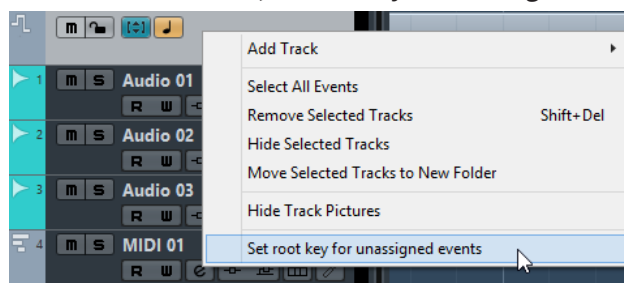 m
Add Track
1 m S Audio 01
R W
Select All Events
Remove Selected Tracks Shift+Del
2 m S Audio 02
R W
Hide Selected Tracks
Move Selected Tracks to New Folder
3 m S Audio 03
R W
Hide Track Pictures
4 m S MIDI 01
R W e
Set root key for unassigned events